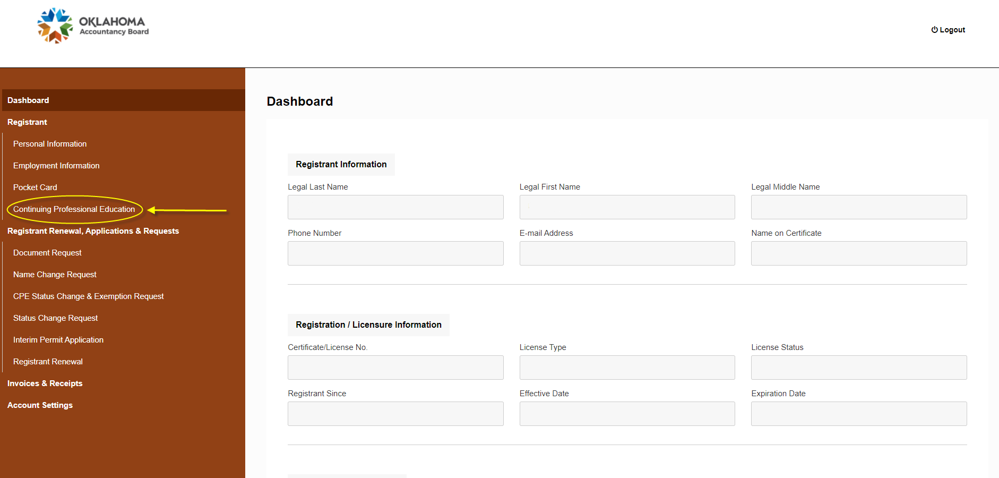 OKLAHOMA
Accountancy Board
Logout
Dashboard
Registrant
Personal Information
Employment Information
Pocket Card
Continuing Professional Education
Registrant Renewal, Applications & Requests
Document Request
Name Change Request
CPE Status Change & Exemption Request
Status Change Request
Interim Permit Application
Registrant Renewal
Invoices & Receipts
Account Settings
Dashboard
Registrant Information
Legal Last Name Legal First Name Legal Middle Name
Phone Number E-mail Address Name on Certificate
Registration / Licensure Information
Certificate/License No. License Type License Status
Registrant Since Effective Date Expiration Date